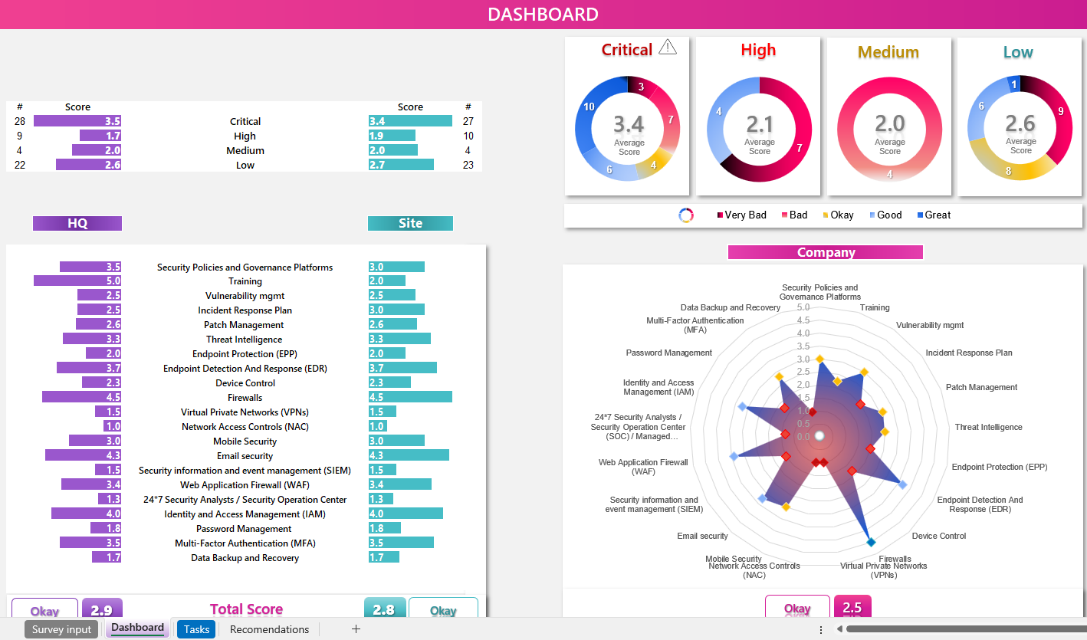 DASHBOARD
# Score Score #
28 3.5 Critical 3.4 27
9 1.7 High 1.9 10
4 2.0 Medium 2.0 4
22 2.6 Low 2.7 23
HQ Site
3.5 Security Policies and Governance Platforms 3.0
5.0 Training 2.0
2.5 Vulnerability mgmt 2.5
2.5 Incident Response Plan 3.0
2.6 Patch Management 2.6
3.3 Threat Intelligence 3.3
2.0 Endpoint Protection (EPP) 2.0
3.7 Endpoint Detection And Response (EDR) 3.7
2.3 Device Control 2.3
4.5 Firewalls 4.5
1.5 Virtual Private Networks (VPNs) 1.5
1.0 Network Access Controls (NAC) 1.0
3.0 Mobile Security 3.0
4.3 Email security 4.3
1.5 Security information and event management (SIEM) 1.5
3.4 Web Application Firewall (WAF) 3.4
1.3 24*7 Security Analysts / Security Operation Center 1.3
4.0 Identity and Access Management (IAM) 4.0
1.8 Password Management 1.8
3.5 Multi-Factor Authentication (MFA) 3.5
1.7 Data Backup and Recovery 1.7
Okay 2.9 Total Score 2.8 Okay
Critical
3
7
4
6
10
3.4
Average
Score
High
7
4
2.1
Average
Score
Medium
4
2.0
Average
Score
Low
1
9
8
6
2.6
Average
Score
Very Bad Bad Okay Good Great
Company
Security Policies and
Governance Platforms
Training
Vulnerability mgmt
Incident Response Plan
Patch Management
Threat Intelligence
Endpoint Protection (EPP)
Endpoint Detection And
Response (EDR)
Device Control
Firewalls
Virtual Private Networks
(VPNs)
Network Access Controls
(NAC)
Mobile Security
Email security
Security information and
event management (SIEM)
Web Application Firewall
(WAF)
24*7 Security Analysts /
Security Operation Center
(SOC) / Managed...
Identity and Access
Management (IAM)
Password Management
Multi-Factor Authentication
(MFA)
Data Backup and Recovery
5.0
4.5
4.0
3.5
3.0
2.5
2.0
1.5
1.0
0.5
0.0
Okay 2.5
Survey input Dashboard Tasks Recomendations +